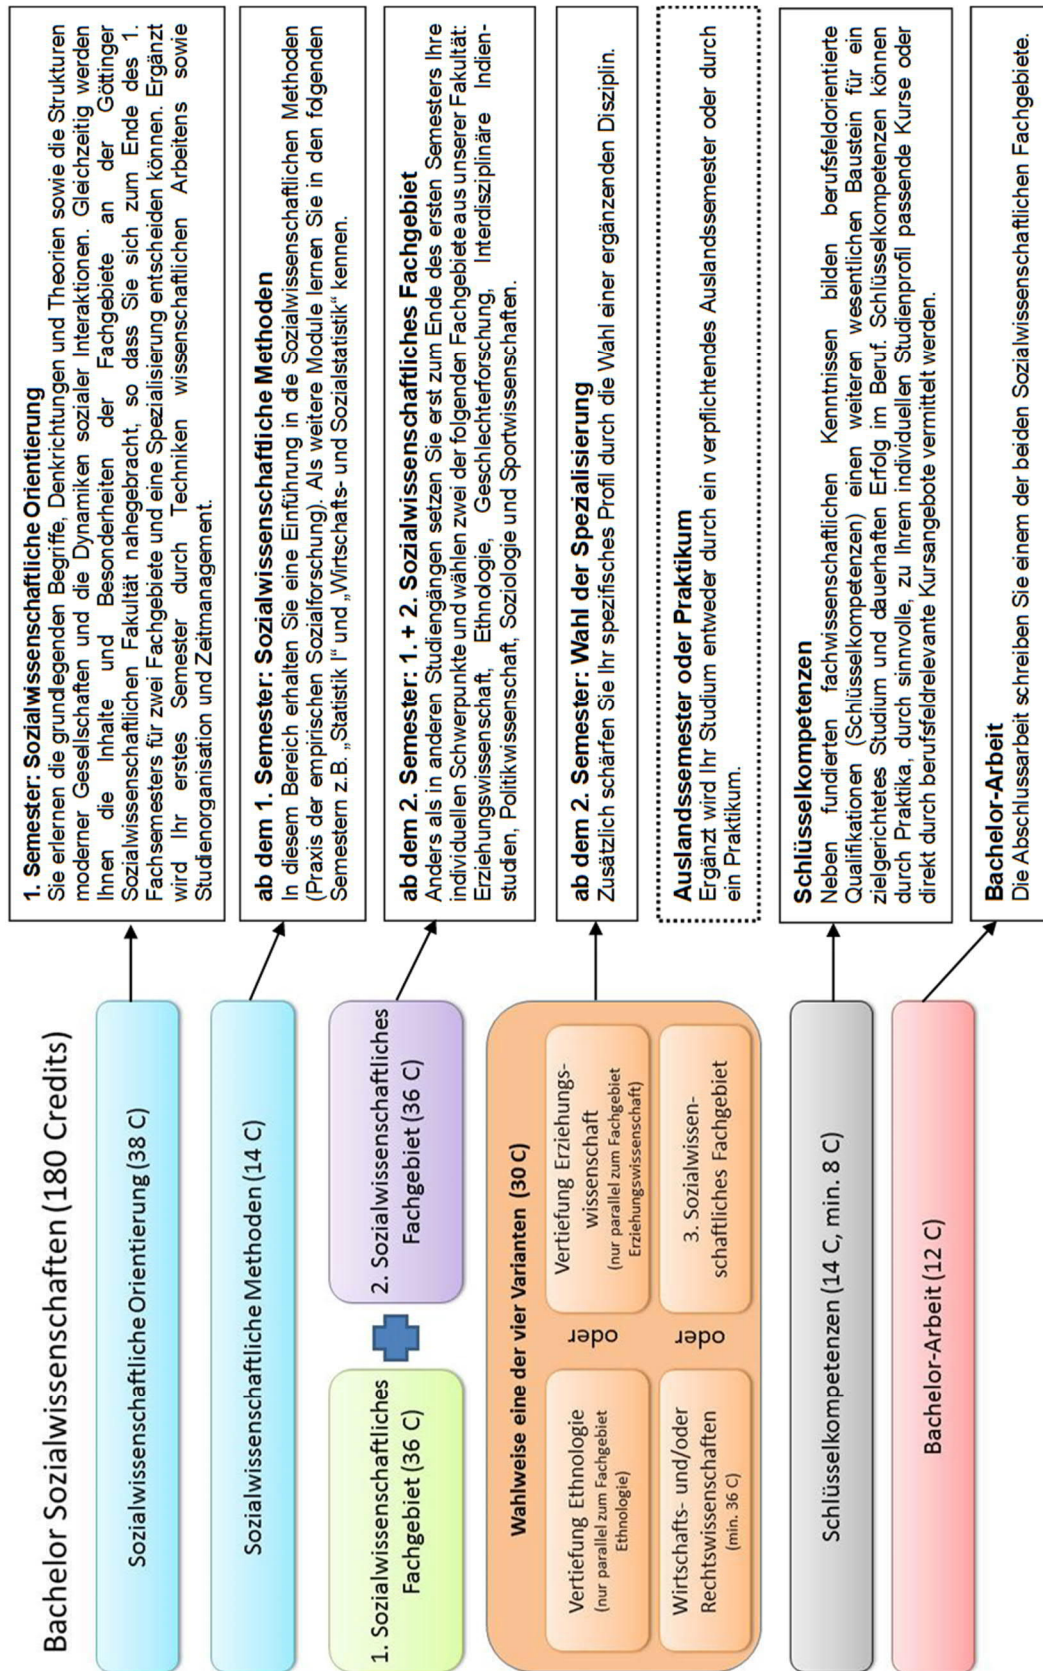 Bachelor Sozialwissenschaften (180 Credits)
Sozialwissenschaftliche Orientierung (38 C)
Sozialwissenschaftliche Methoden (14 C)
1. Sozialwissenschaftliches
Fachgebiet (36 C)
2. Sozialwissenschaftliches
Fachgebiet (36 C)
Wahlweise eine der vier Varianten (30 C)
Vertiefung Ethnologie
(nur parallel zum Fachgebiet
Ethnologie)
oder
Vertiefung Erziehungs-
wissenschaft
(nur parallel zum Fachgebiet
Erziehungswissenschaft)
Wirtschafts- und/oder
Rechtswissenschaften
(min. 36 C)
oder
3. Sozialwissen-
schaftliches Fachgebiet
Schlüsselkompetenzen (14 C, min. 8 C)
Bachelor-Arbeit (12 C)
1. Semester: Sozialwissenschaftliche Orientierung
Sie erlernen die grundlegenden Begriffe, Denkrichtungen und Theorien sowie die Strukturen
moderner Gesellschaften und die Dynamiken sozialer Interaktionen. Gleichzeitig werden
Ihnen die Inhalte und Besonderheiten der Fachgebiete an der Göttinger
Sozialwissenschaftlichen Fakultät nahegebracht, so dass Sie sich zum Ende des 1.
Fachsemesters für zwei Fachgebiete und eine Spezialisierung entscheiden können. Ergänzt
wird Ihr erstes Semester durch Techniken wissenschaftlichen Arbeitens sowie
Studienorganisation und Zeitmanagement.
ab dem 1. Semester: Sozialwissenschaftliche Methoden
In diesem Bereich erhalten Sie eine Einführung in die Sozialwissenschaftlichen Methoden
(Praxis der empirischen Sozialforschung). Als weitere Module lernen Sie in den folgenden
Semestern z.B. „Statistik I“ und „Wirtschafts- und Sozialstatistik“ kennen.
ab dem 2. Semester: 1. + 2. Sozialwissenschaftliches Fachgebiet
Anders als in anderen Studiengängen setzen Sie erst zum Ende des ersten Semesters Ihre
individuellen Schwerpunkte und wählen zwei der folgenden Fachgebiete aus unserer Fakultät:
Erziehungswissenschaft, Ethnologie, Geschlechterforschung, Interdisziplinäre Indien-
studien, Politikwissenschaft, Soziologie und Sportwissenschaften.
ab dem 2. Semester: Wahl der Spezialisierung
Zusätzlich schärfen Sie Ihr spezifisches Profil durch die Wahl einer ergänzenden Disziplin.
Auslandssemester oder Praktikum
Ergänzt wird Ihr Studium entweder durch ein verpflichtendes Auslandssemester oder durch
ein Praktikum.
Schlüsselkompetenzen
Neben fundierten fachwissenschaftlichen Kenntnissen bilden berufsfeldorientierte
Qualifikationen (Schlüsselkompetenzen) einen weiteren wesentlichen Baustein für ein
zielgerichtetes Studium und dauerhaften Erfolg im Beruf. Schlüsselkompetenzen können
durch Praktika, durch sinnvolle, zu Ihrem individuellen Studienprofil passende Kurse oder
direkt durch berufsfeldrelevante Kursangebote vermittelt werden.
Bachelor-Arbeit
Die Abschlussarbeit schreiben Sie einem der beiden Sozialwissenschaftlichen Fachgebiete.